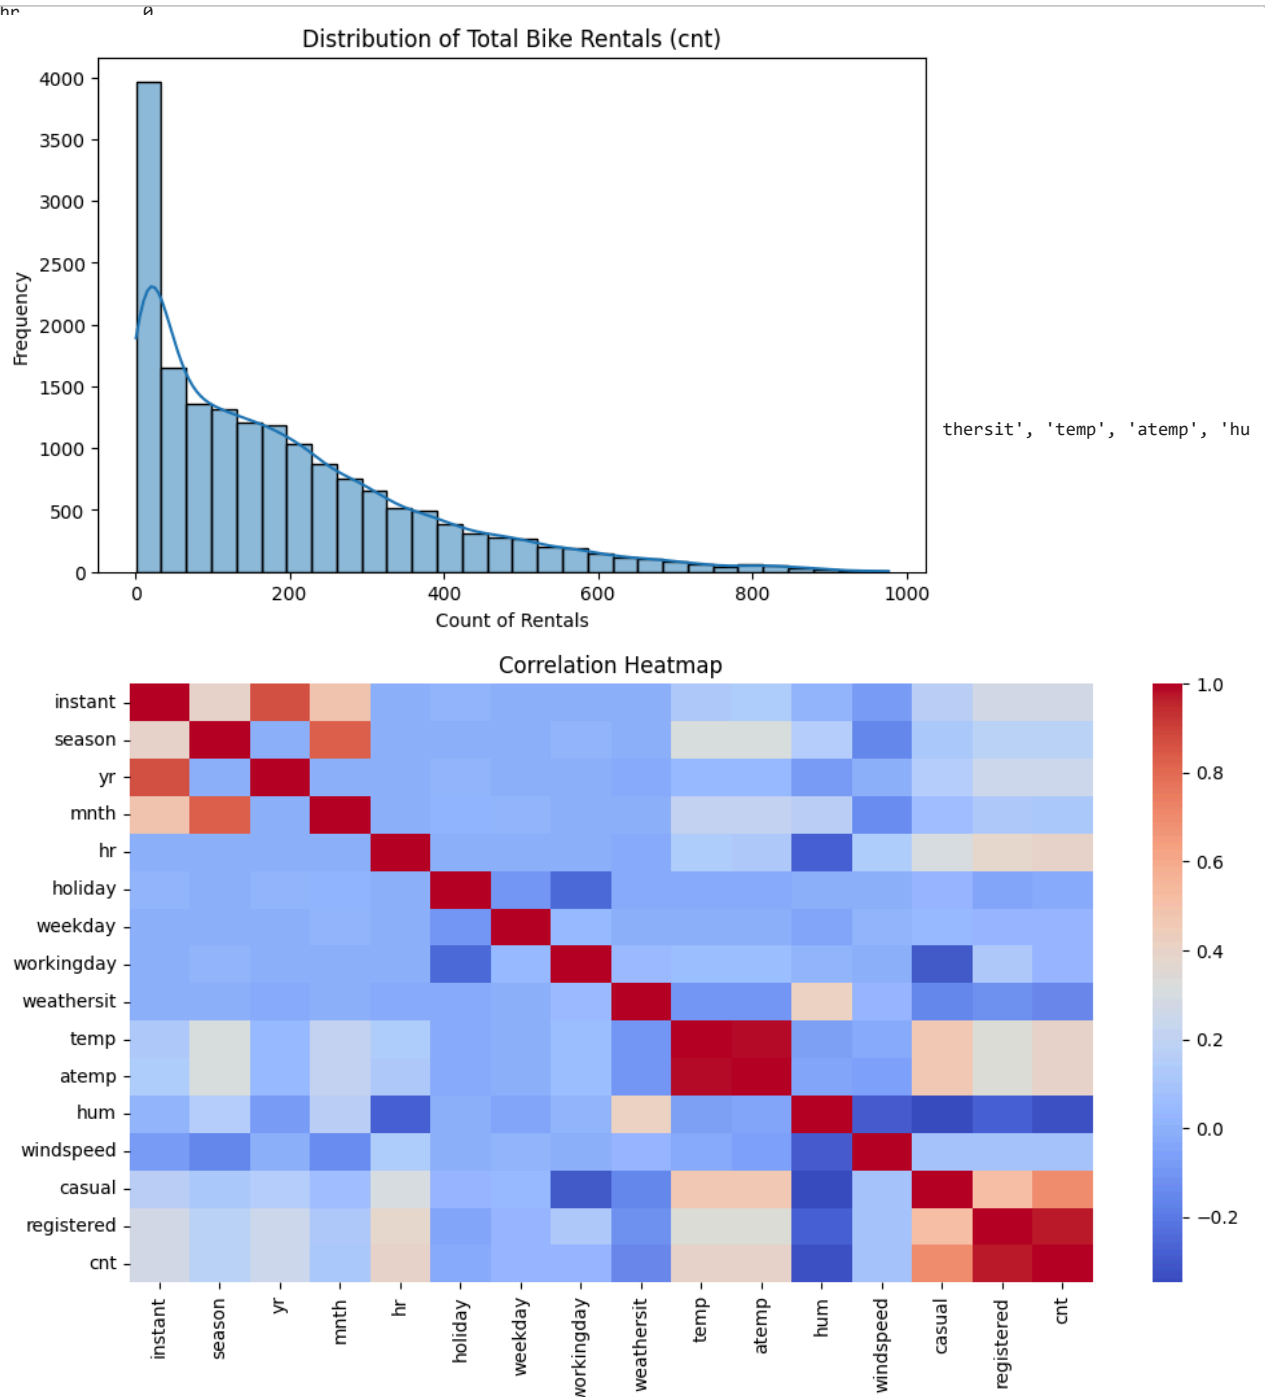 hr 0
Distribution of Total Bike Rentals (cnt)
4000
3500
3000
2500
2000
1500
1000
500
0
Frequency
0 200 400 600 800 1000
Count of Rentals
thersit', 'temp', 'atemp', 'hu
Correlation Heatmap
instant
season
yr
mnth
hr
holiday
weekday
workingday
weathersit
temp
atemp
hum
windspeed
casual
registered
cnt
instant season yr mnth hr holiday weekday workingday weathersit temp atemp hum windspeed casual registered cnt
1.0
0.8
0.6
0.4
0.2
0.0
−0.2